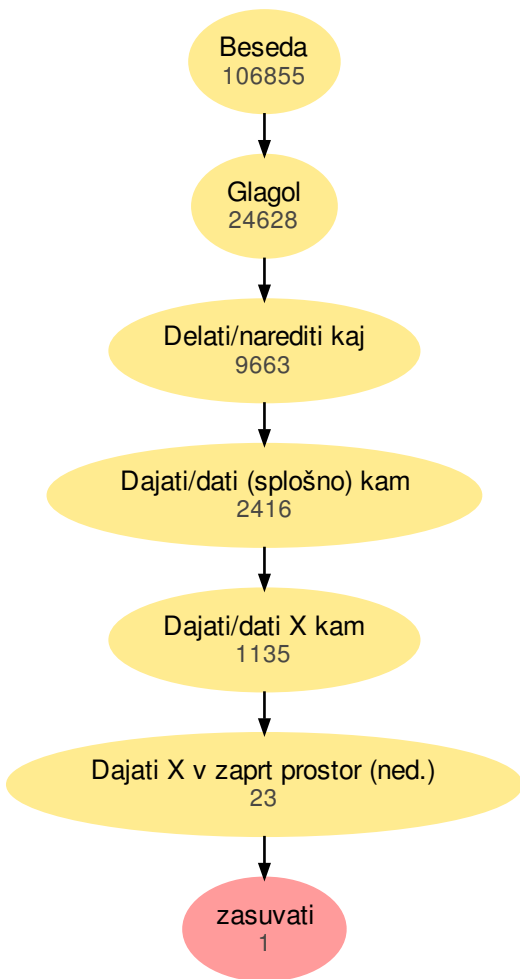 Beseda
106855
Glagol
24628
Delati/narediti kaj
9663
Dajati/dati (splošno) kam
2416
Dajati/dati X kam
1135
Dajati X v zaprt prostor (ned.)
23
zasuvati
1